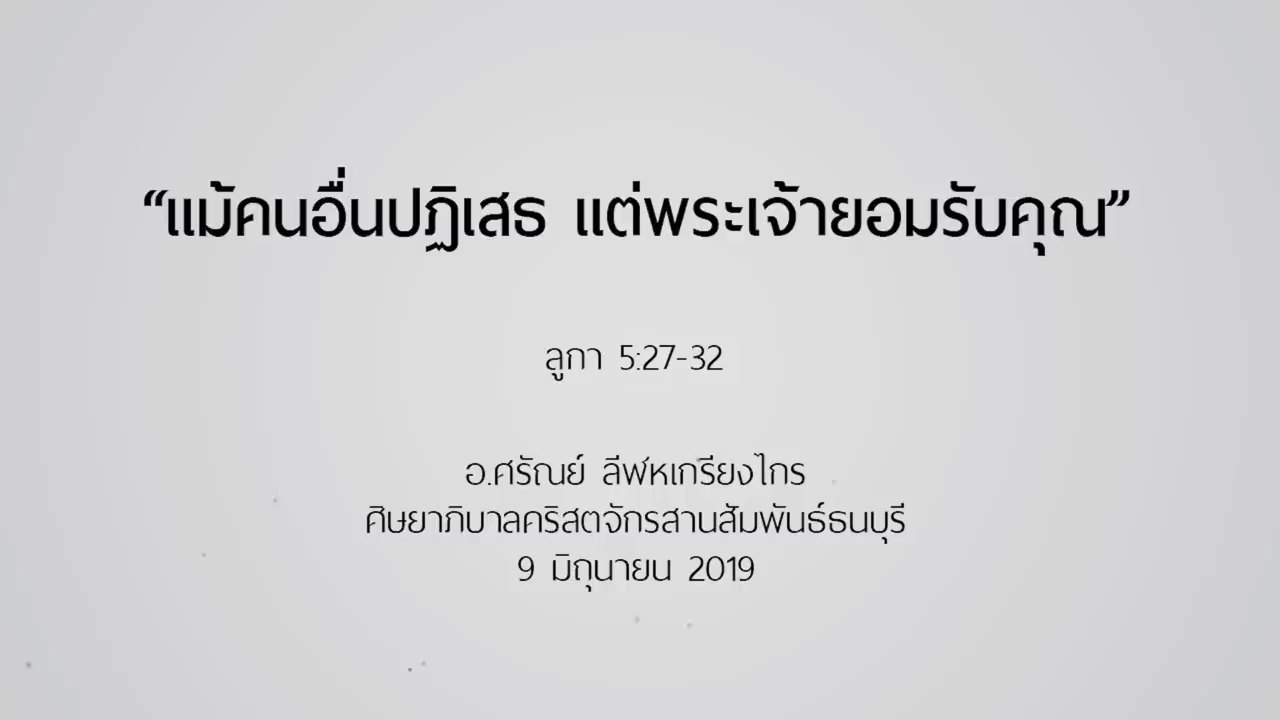 “แม้คนอื่นปฏิเสธ แต่พระเจ้ายอมรับคุณ”
ลูกา 5:27-32
อ.ศรัณย์ ลีฬหเกรียงไกร
ศิษยาภิบาลคริสตจักรสานสัมพันธ์ธนบุรี
9 มิถุนายน 2019